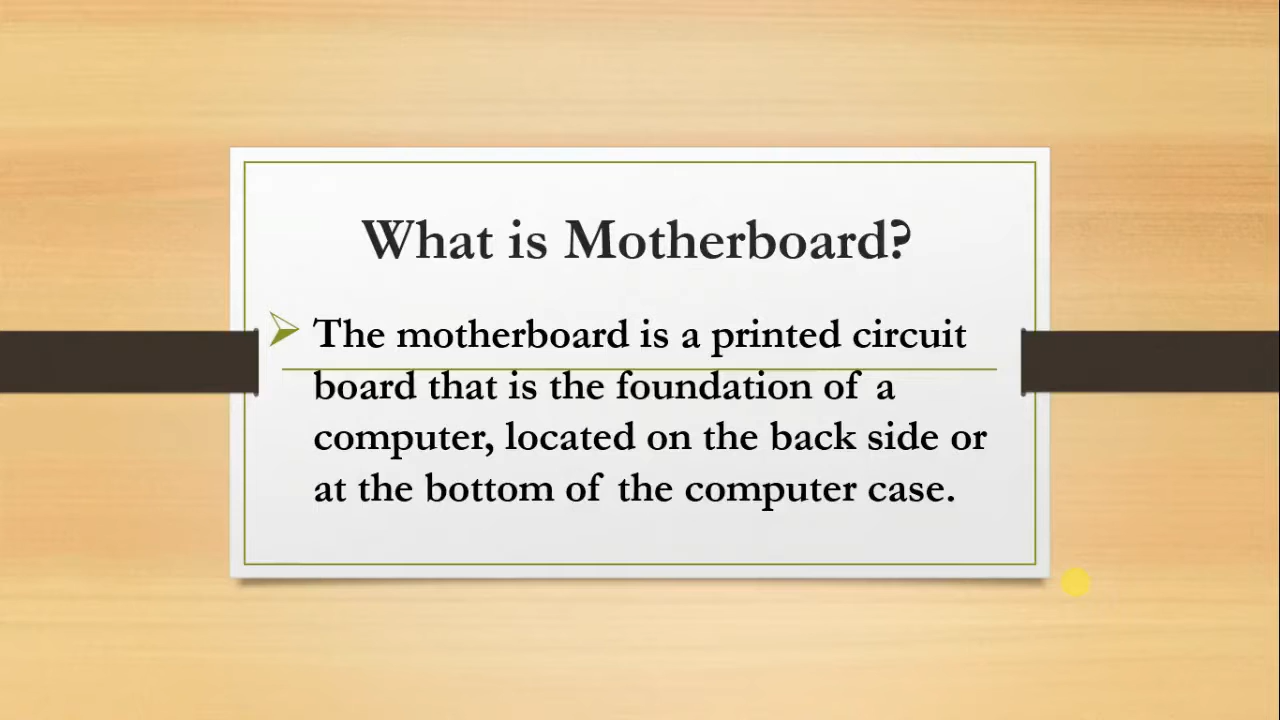 What is Motherboard?
The motherboard is a printed circuit
board that is the foundation of a
computer, located on the back side or
at the bottom of the computer case.